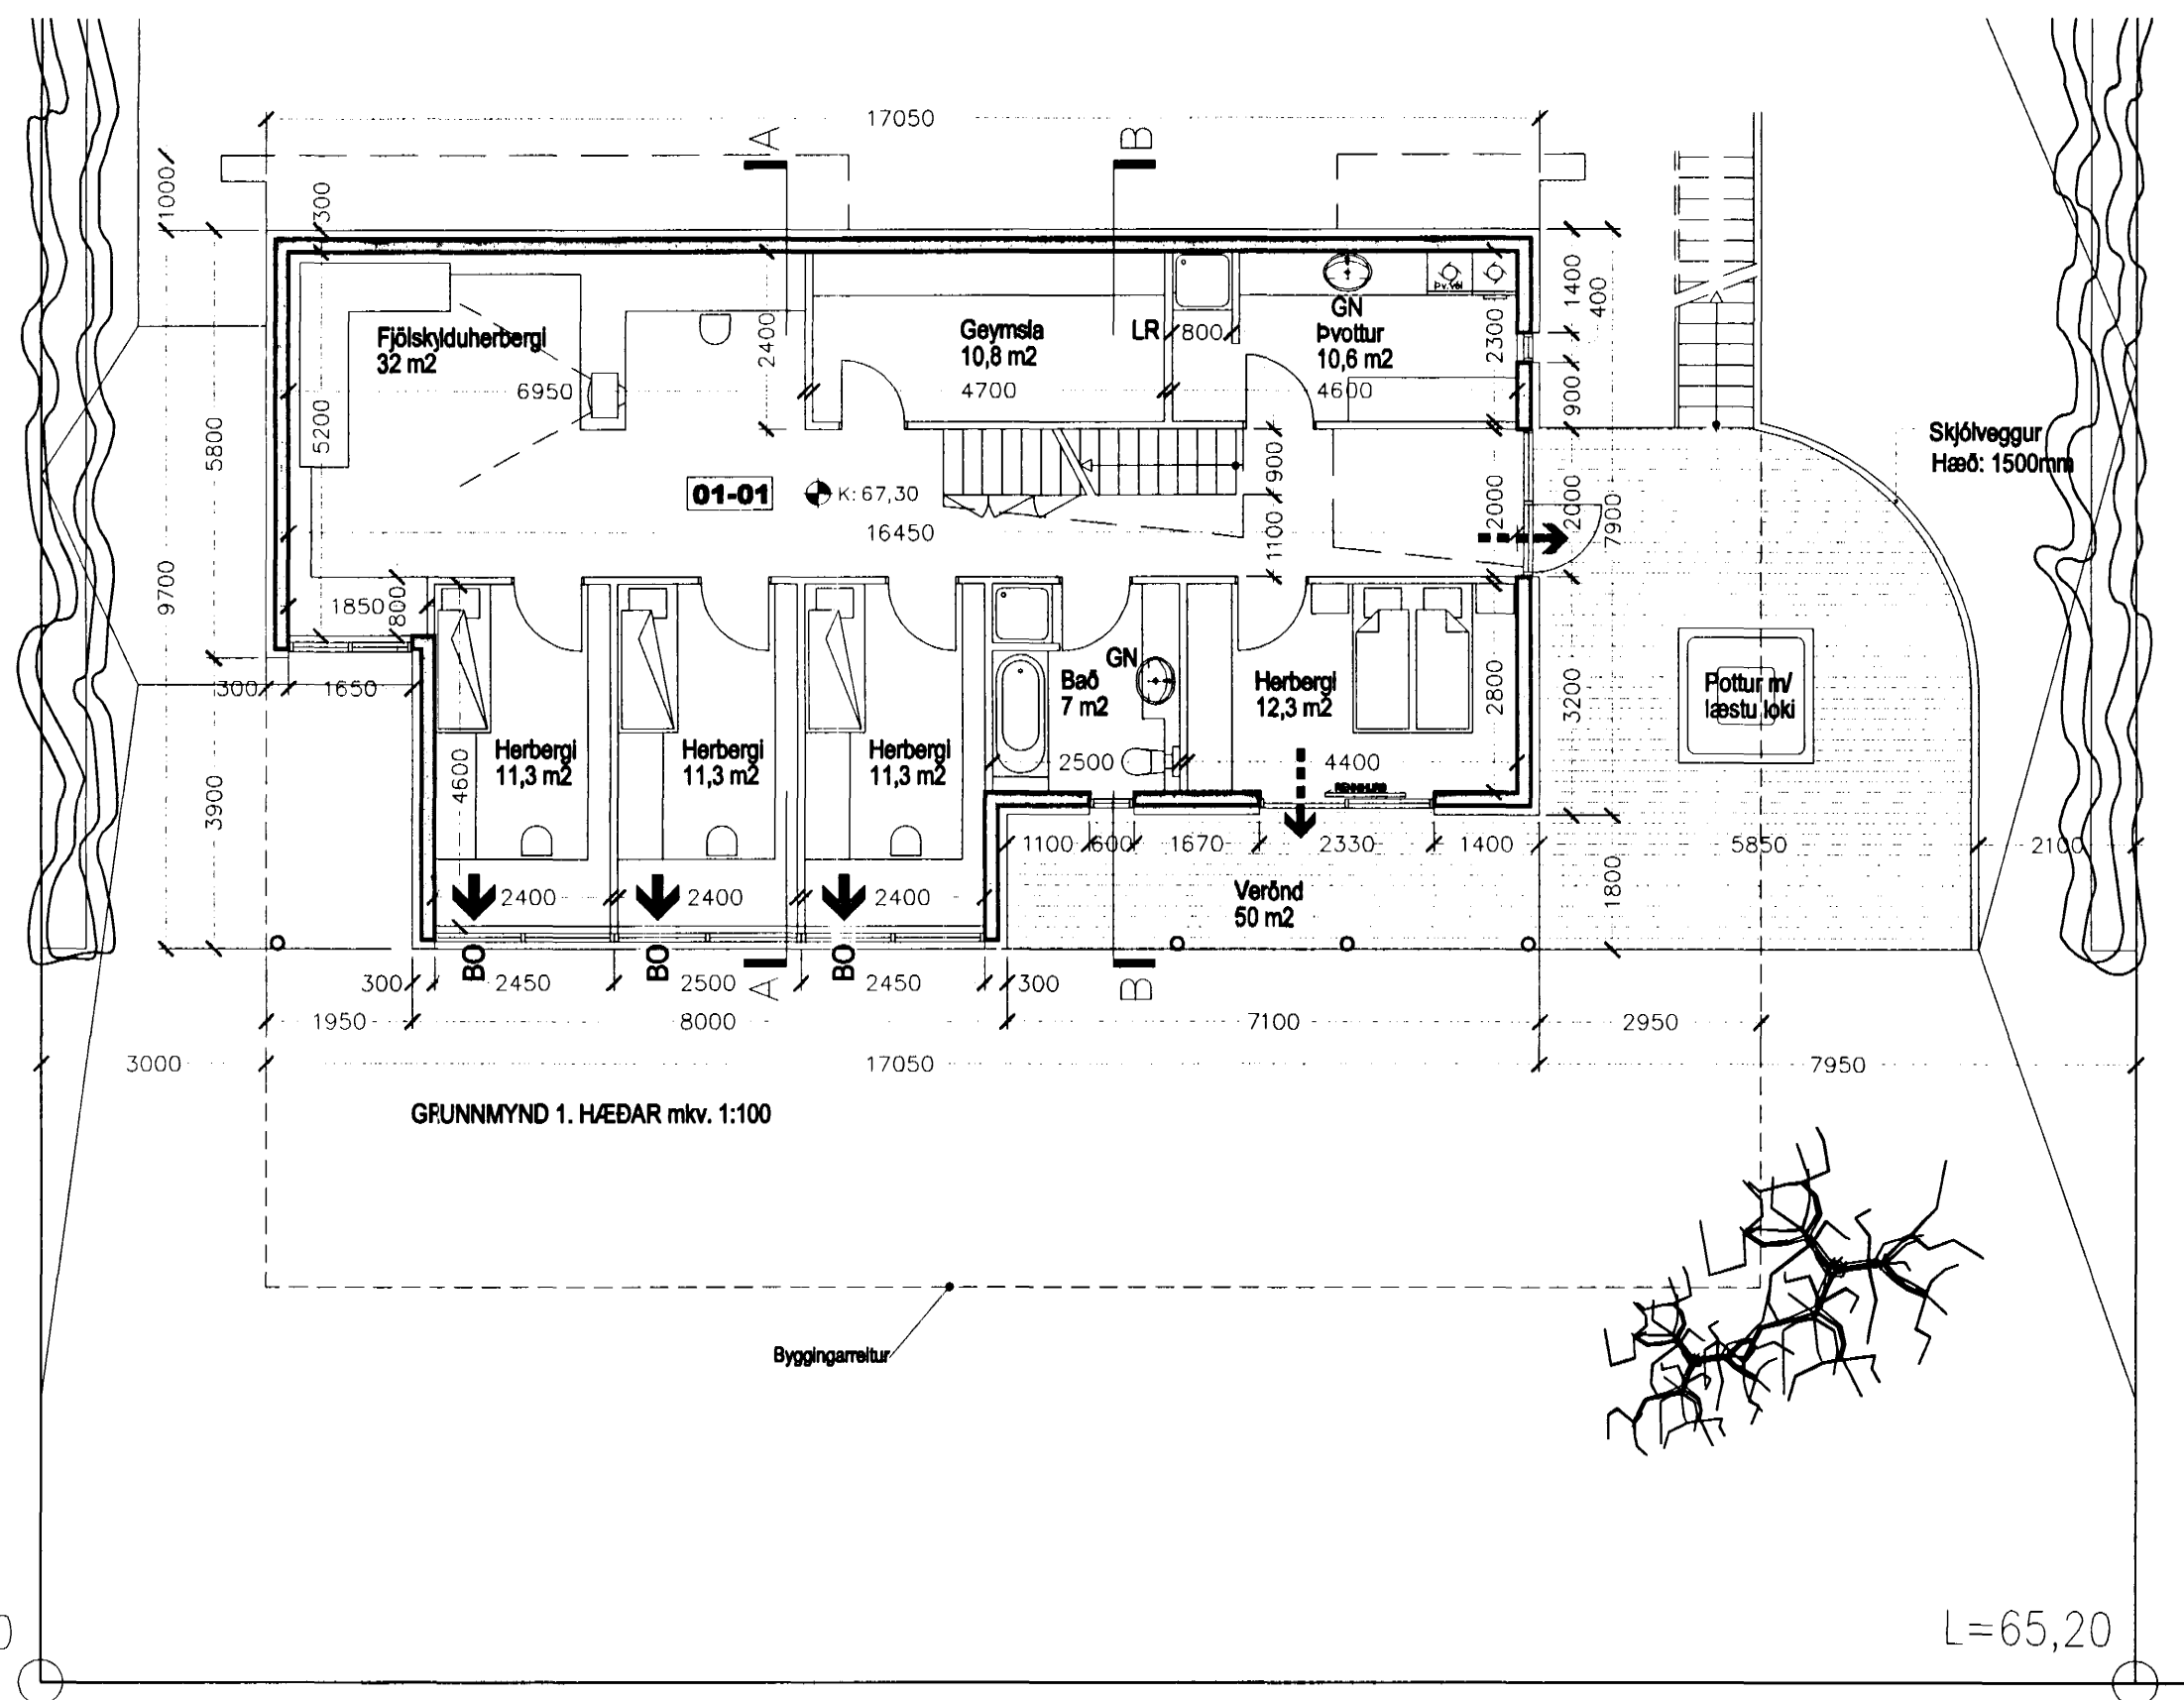 17050
A
B
1000
300
1400
400
Fjölskylduherbergi
32 m2
2400
Geymsla
10,8 m2
LR
800
GN
Þvottur
10,6 m2
Þv.vél
2300
6950
4700
4600
900
5200
5800
Skjólveggur
Hæð: 1500mm
01-01
K: 67,30
900
2000
2000
7900
16450
1100
9700
1850
800
300
1650
GN
Bað
7 m2
Herbergi
12,3 m2
2800
3200
Pottur m/
læstu loki
Herbergi
11,3 m2
Herbergi
11,3 m2
Herbergi
11,3 m2
4600
2500
4400
3900
1100
600
1670
2330
1400
5850
2100
2400
2400
2400
Verönd
50 m2
1800
BO
BO
BO
300
2450
2500
A
2450
300
B
1950
8000
7100
2950
3000
17050
7950
GRUNNMYND 1. HÆÐAR mkv. 1:100
Byggingarreitur
L=65,20